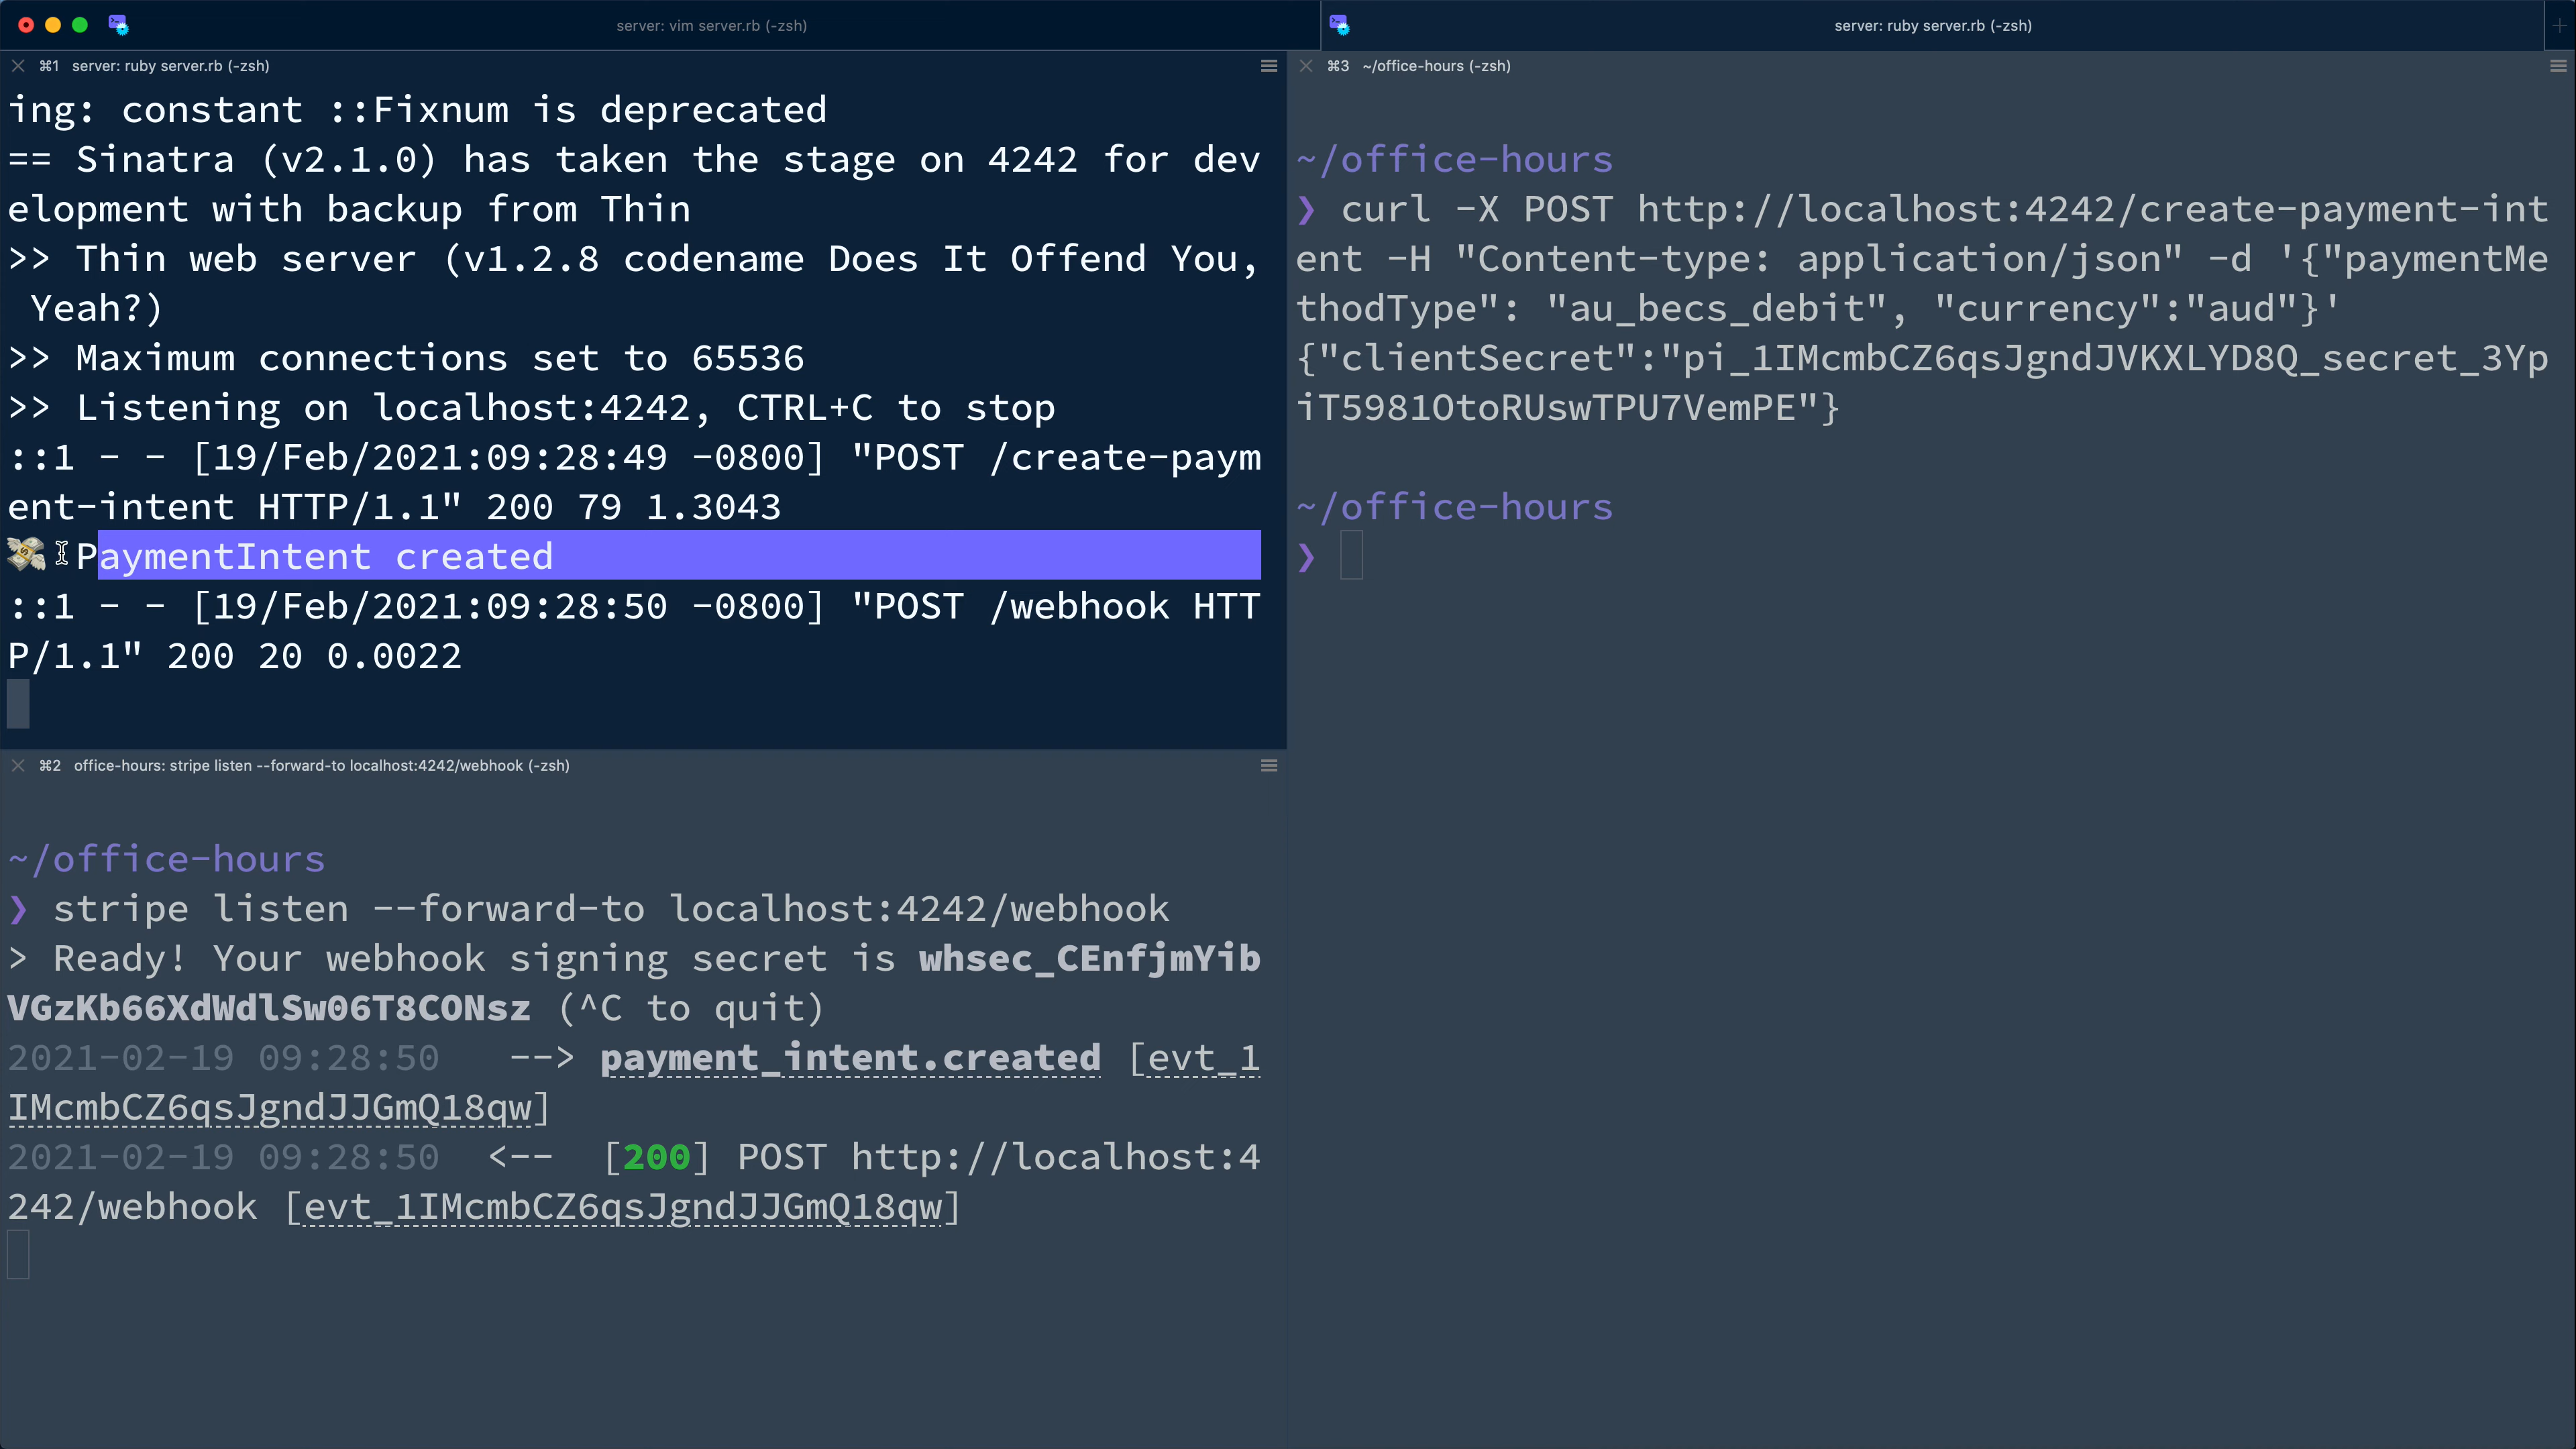 server: vim server.rb (-zsh)
server: ruby server.rb (-zsh)
⌘1 server: ruby server.rb (-zsh)
ing: constant ::Fixnum is deprecated
== Sinatra (v2.1.0) has taken the stage on 4242 for dev
elopment with backup from Thin
>> Thin web server (v1.2.8 codename Does It Offend You,
Yeah?)
>> Maximum connections set to 65536
>> Listening on localhost:4242, CTRL+C to stop
::1 - - [19/Feb/2021:09:28:49 -0800] "POST /create-paym
ent-intent HTTP/1.1" 200 79 1.3043
💸 PaymentIntent created
::1 - - [19/Feb/2021:09:28:50 -0800] "POST /webhook HTT
P/1.1" 200 20 0.0022
⌘2 office-hours: stripe listen --forward-to localhost:4242/webhook (-zsh)
~/office-hours
❯ stripe listen --forward-to localhost:4242/webhook
> Ready! Your webhook signing secret is whsec_CEnfjmYib
VGzKb66XdWdlSw06T8CONsz (^C to quit)
2021-02-19 09:28:50 --> payment_intent.created [evt_1
IMcmbCZ6qsJgndJJGmQ18qw]
2021-02-19 09:28:50 <-- [200] POST http://localhost:4
242/webhook [evt_1IMcmbCZ6qsJgndJJGmQ18qw]
⌘3 ~/office-hours (-zsh)
~/office-hours
❯ curl -X POST http://localhost:4242/create-payment-int
ent -H "Content-type: application/json" -d '{"paymentMe
thodType": "au_becs_debit", "currency":"aud"}'
{"clientSecret":"pi_1IMcmbCZ6qsJgndJVKXLYD8Q_secret_3Yp
iT5981OtoRUswTPU7VemPE"}
~/office-hours
❯